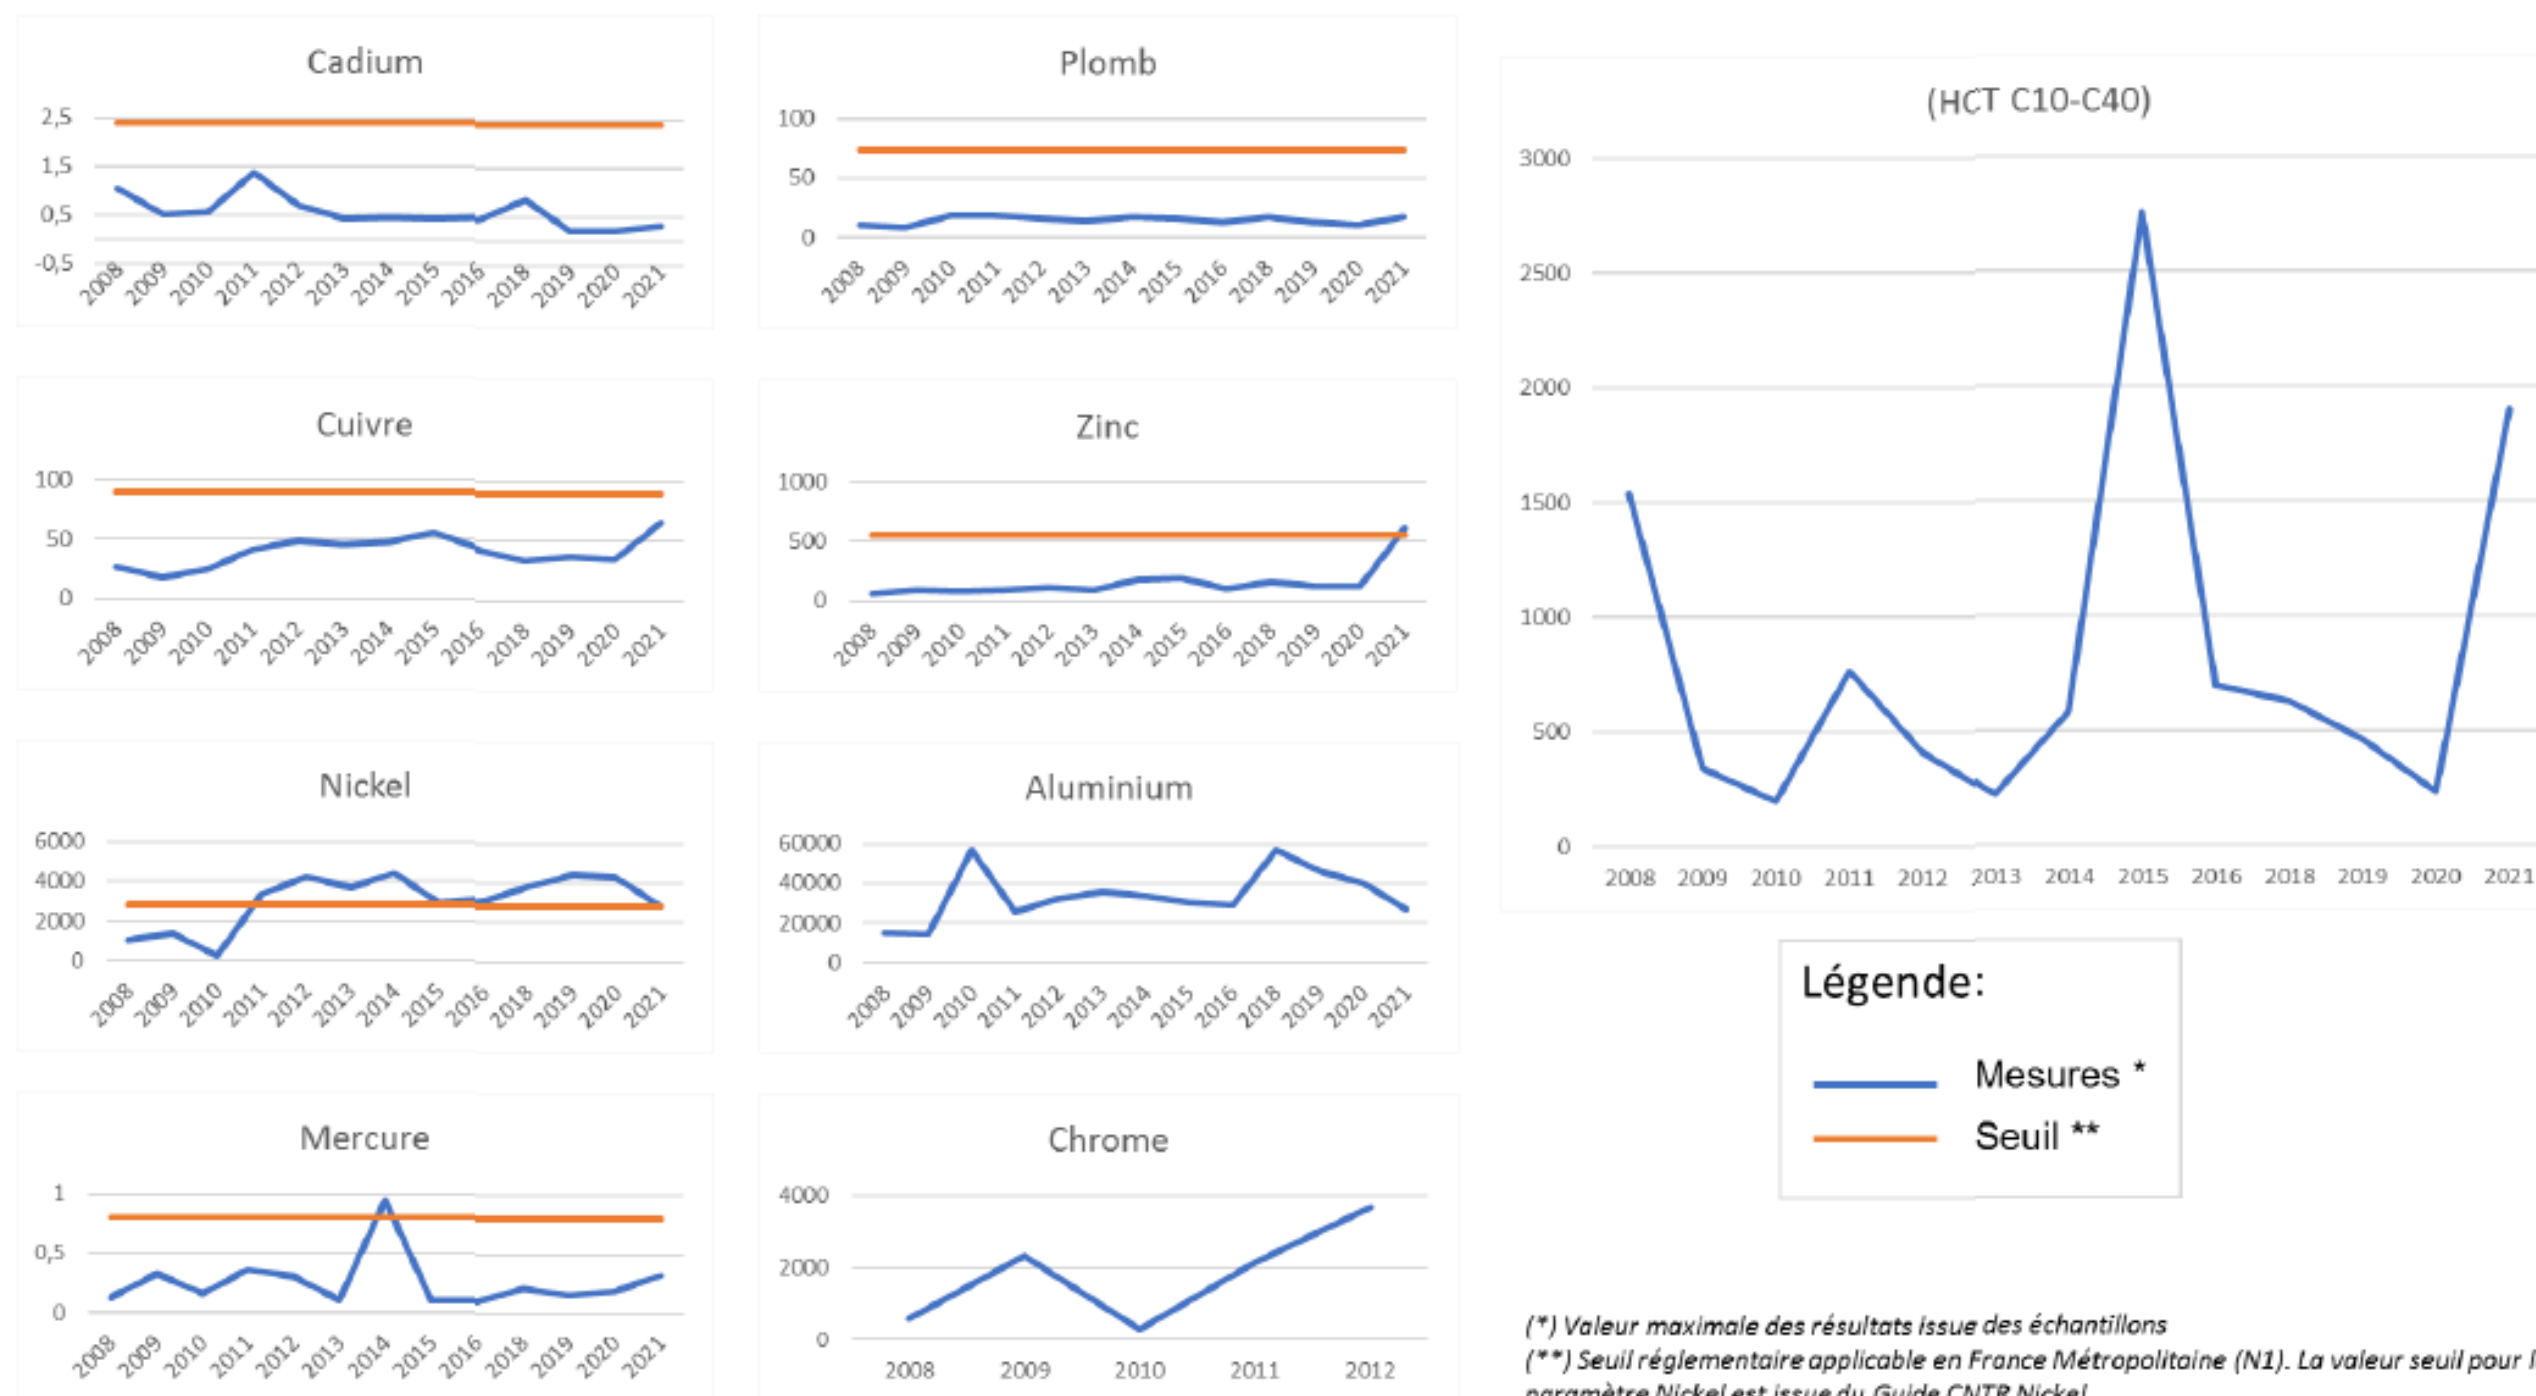 Cadium
2,5
1,5
0,5
-0,5
2008 2009 2010 2011 2012 2013 2014 2015 2016 2018 2019 2020 2021
Plomb
100
50
0
2008 2009 2010 2011 2012 2013 2014 2015 2016 2018 2019 2020 2021
Cuivre
100
50
0
2008 2009 2010 2011 2012 2013 2014 2015 2016 2018 2019 2020 2021
Zinc
1000
500
0
2008 2009 2010 2011 2012 2013 2014 2015 2016 2018 2019 2020 2021
Nickel
6000
4000
2000
0
2008 2009 2010 2011 2012 2013 2014 2015 2016 2018 2019 2020 2021
Aluminium
60000
40000
20000
0
2008 2009 2010 2011 2012 2013 2014 2015 2016 2018 2019 2020 2021
Mercure
1
0,5
0
2008 2009 2010 2011 2012 2013 2014 2015 2016 2018 2019 2020 2021
Chrome
4000
2000
0
2008 2009 2010 2011 2012
(HCT C10-C40)
3000
2500
2000
1500
1000
500
0
2008 2009 2010 2011 2012 2013 2014 2015 2016 2018 2019 2020 2021
Légende:
Mesures *
Seuil **
(*) Valeur maximale des résultats issue des échantillons
(**) Seuil réglementaire applicable en France Métropolitaine (N1). La valeur seuil pour
paramètre Nickel est issue du Guide CNTR Nickel